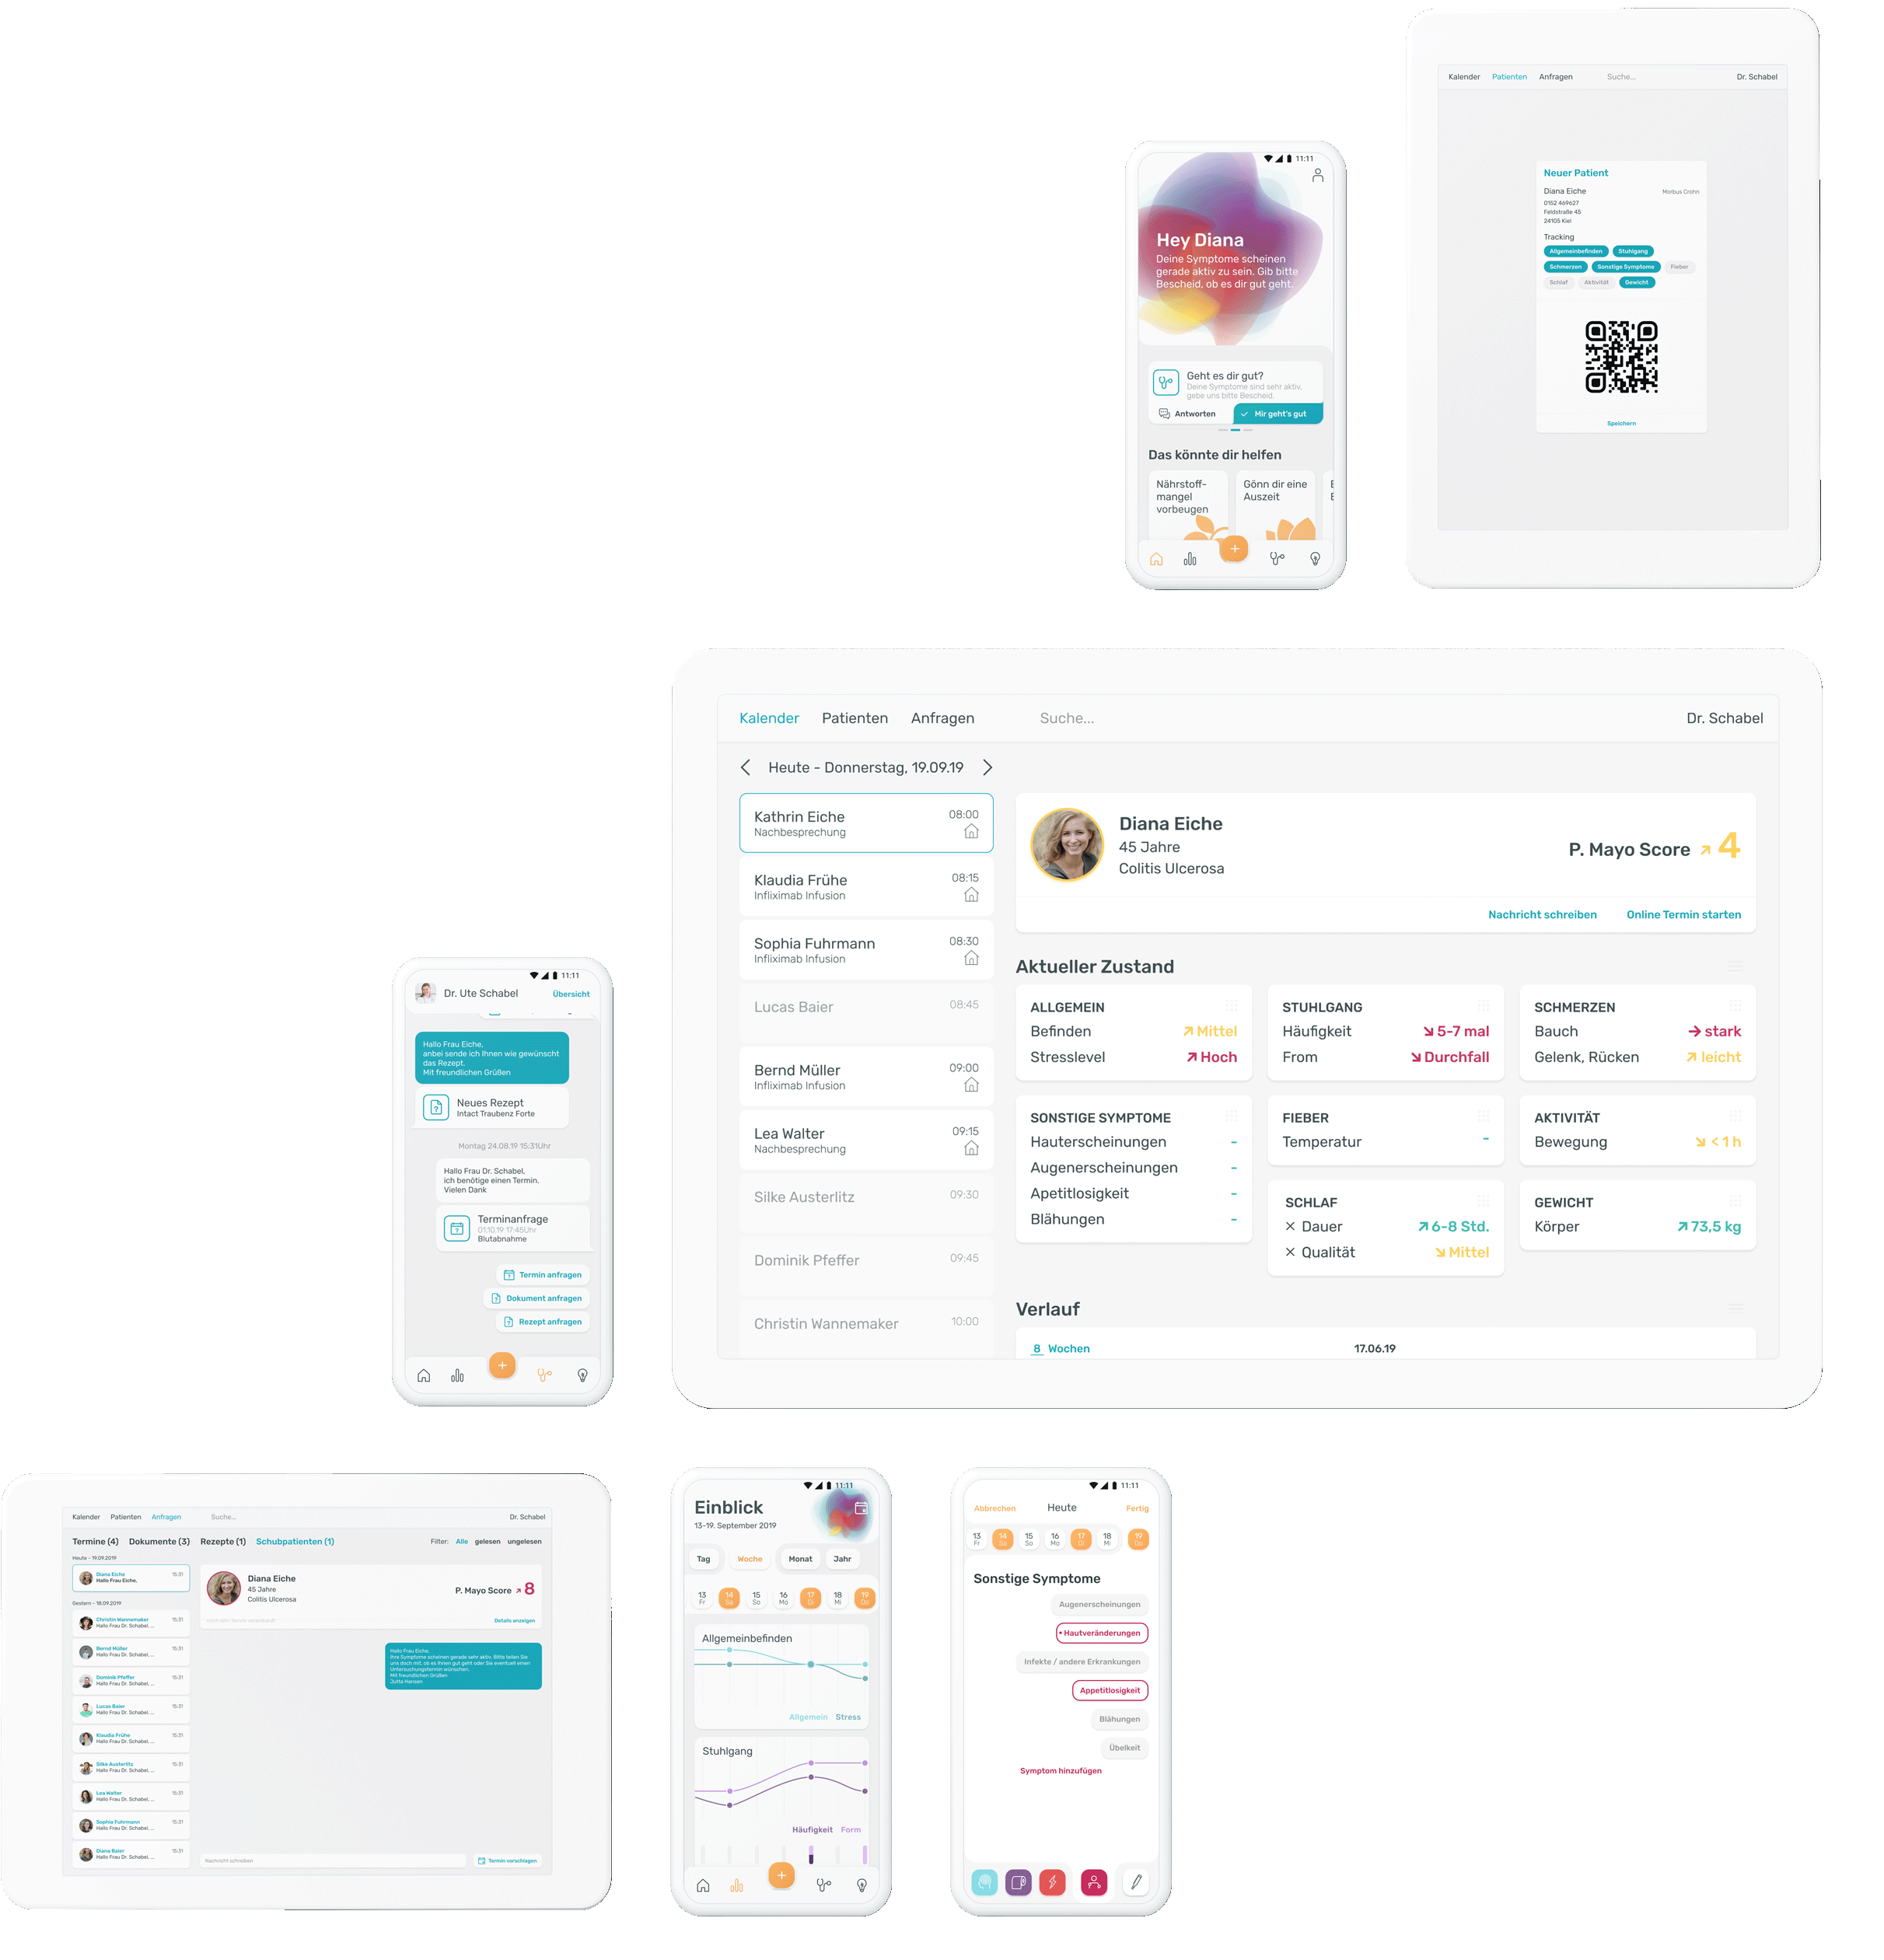 Kalender Patienten Anfragen Suche... Dr. Schabel
Neuer Patient
Diana Eiche Morbus Crohn
0152 469627
Feldstraße 45
24105 Kiel
Tracking
Allgemeinbefinden Stuhlgang
Schmerzen Sonstige Symptome Fieber
Schlaf Aktivität Gewicht
Speichern
11:11
Hey Diana
Deine Symptome scheinen
gerade aktiv zu sein. Gib bitte
Bescheid, ob es dir gut geht.
Geht es dir gut?
Deine Symptome sind sehr aktiv,
gebe uns bitte Bescheid.
Antworten Mir geht's gut
Das könnte dir helfen
Nährstoff-
mangel
vorbeugen
Gönn dir eine
Auszeit
Kalender Patienten Anfragen Suche... Dr. Schabel
Heute - Donnerstag, 19.09.19
Kathrin Eiche 08:00
Nachbesprechung
Klaudia Frühe 08:15
Infliximab Infusion
Sophia Fuhrmann 08:30
Infliximab Infusion
Lucas Baier 08:45
Bernd Müller 09:00
Infliximab Infusion
Lea Walter 09:15
Nachbesprechung
Silke Austerlitz 09:30
Dominik Pfeffer 09:45
Christin Wannemaker 10:00
Diana Eiche
45 Jahre
Colitis Ulcerosa
P. Mayo Score 4
Nachricht schreiben Online Termin starten
Aktueller Zustand
ALLGEMEIN
Befinden Mittel
Stresslevel Hoch
STUHLGANG
Häufigkeit 5-7 mal
From Durchfall
SCHMERZEN
Bauch stark
Gelenk, Rücken leicht
SONSTIGE SYMPTOME
Hauterscheinungen -
Augenerscheinungen -
Apetitlosigkeit -
Blähungen -
FIEBER
Temperatur -
AKTIVITÄT
Bewegung < 1 h
SCHLAF
× Dauer 6-8 Std.
× Qualität Mittel
GEWICHT
Körper 73,5 kg
Verlauf
8 Wochen 17.06.19
11:11
Dr. Ute Schabel Übersicht
Hallo Frau Eiche,
anbei sende ich Ihnen wie gewünscht
das Rezept.
Mit freundlichen Grüßen
Neues Rezept
Intact Traubenz Forte
Montag 24.08.19 15:31Uhr
Hallo Frau Dr. Schabel,
ich benötige einen Termin.
Vielen Dank
Terminanfrage
01.10.19 17:45Uhr
Blutabnahme
Termin anfragen
Dokument anfragen
Rezept anfragen
Kalender Patienten Anfragen Suche... Dr. Schabel
Termine (4) Dokumente (3) Rezepte (1) Schubpatienten (1) Filter: Alle gelesen ungelesen
Heute - 19.09.2019
Diana Eiche 15:31
Hallo Frau Eiche,
Gestern - 18.09.2019
Christin Wannemaker 15:31
Hallo Frau Dr. Schabel, ...
Bernd Müller 15:31
Hallo Frau Dr. Schabel, ...
Dominik Pfeffer 15:31
Hallo Frau Dr. Schabel, ...
Lucas Baier 15:31
Hallo Frau Dr. Schabel, ...
Klaudia Frühe 15:31
Hallo Frau Dr. Schabel, ...
Silke Austerlitz 15:31
Hallo Frau Dr. Schabel, ...
Lea Walter 15:31
Hallo Frau Dr. Schabel, ...
Sophia Fuhrmann 15:31
Hallo Frau Dr. Schabel, ...
Diana Baier 15:31
Hallo Frau Dr. Schabel, ...
Diana Eiche
45 Jahre
Colitis Ulcerosa
P. Mayo Score 8
Details anzeigen
Hallo Frau Eiche,
Ihre Symptome scheinen gerade sehr aktiv. Bitte teilen Sie
uns doch mit, ob es Ihnen gut geht oder Sie eventuell einen
Untersuchungstermin wünschen.
Mit freundlichen Grüßen
Jutta Hansen
Nachricht schreiben Termin vorschlagen
11:11
Einblick
13-19. September 2019
Tag Woche Monat Jahr
13 14 15 16 17 18 19
Fr Sa So Mo Di Mi Do
Allgemeinbefinden
Allgemein Stress
Stuhlgang
Häufigkeit Form
11:11
Abbrechen Heute Fertig
13 14 15 16 17 18 19
Fr Sa So Mo Di Mi Do
Sonstige Symptome
Augenerscheinungen
• Hautveränderungen
Infekte / andere Erkrankungen
Appetitlosigkeit
Blähungen
Übelkeit
Symptom hinzufügen